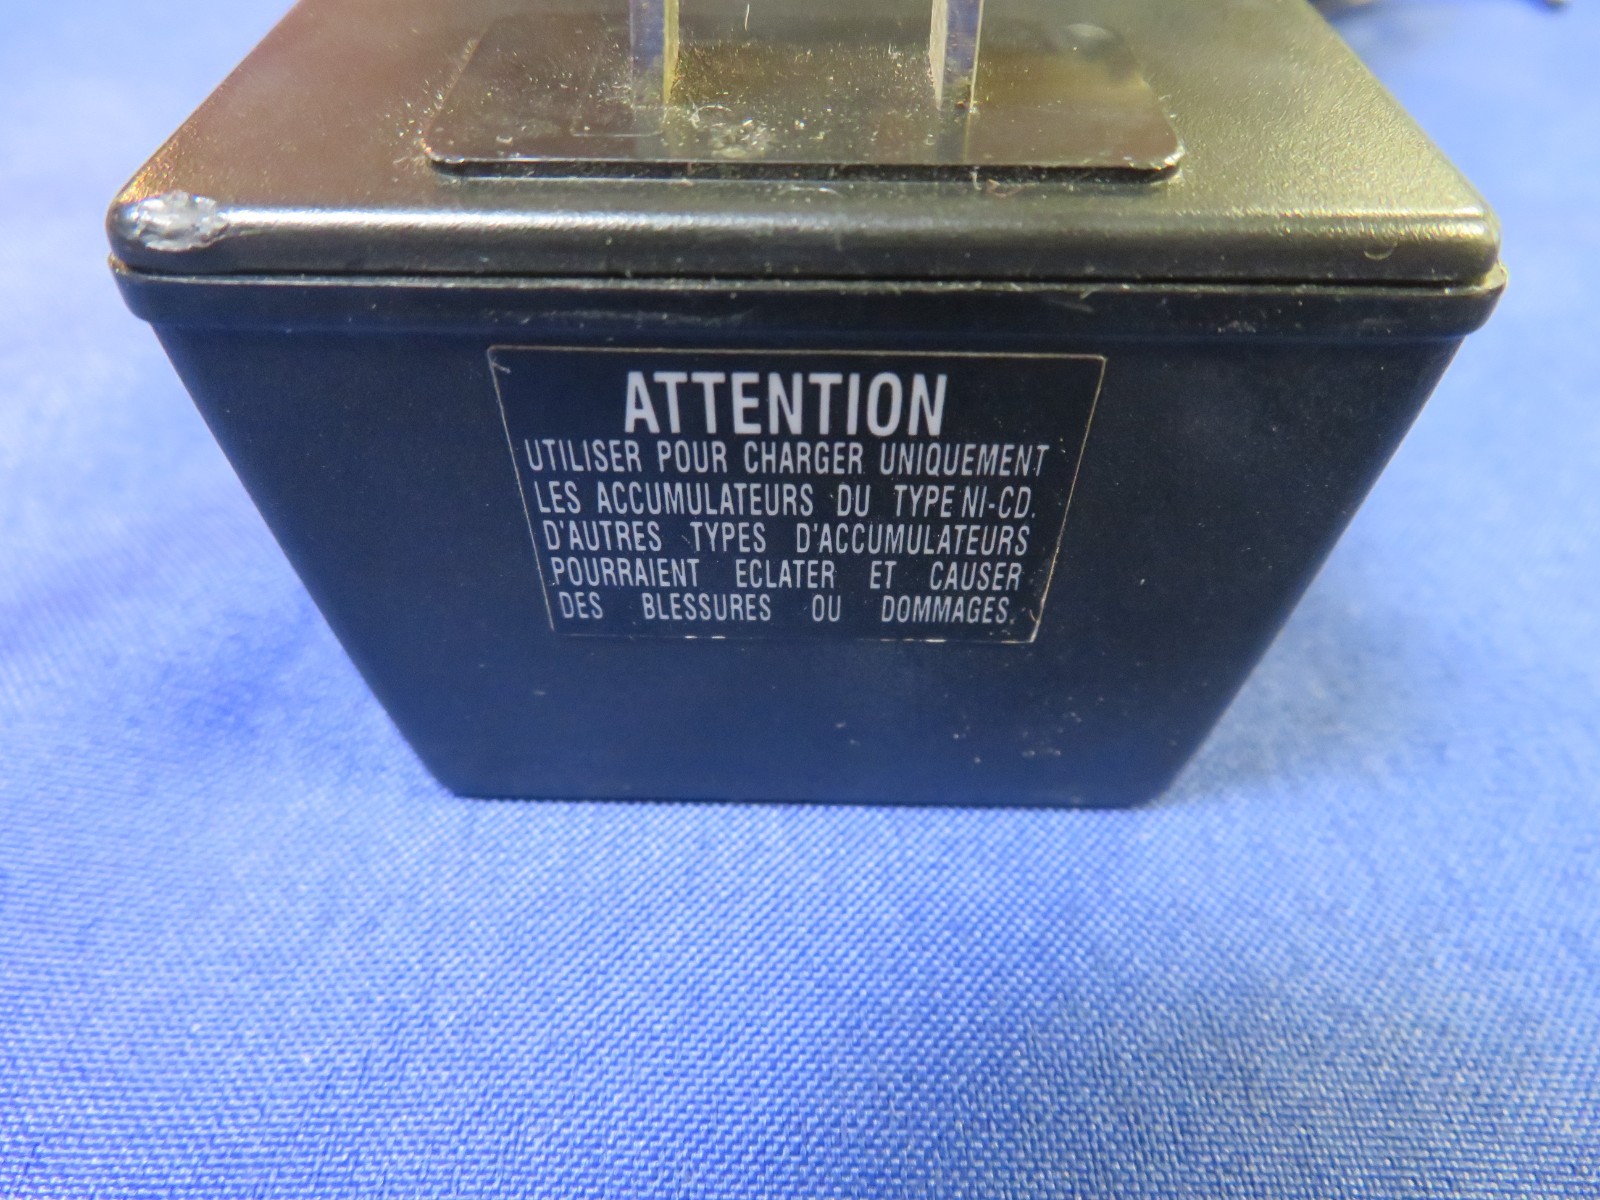 ATTENTION
UTILISER POUR CHARGER UNIQUEMENT
LES ACCUMULATEURS DU TYPE NI-CD.
D'AUTRES TYPES D'ACCUMULATEURS
POURRAIENT ECLATER ET CAUSER
DES BLESSURES OU DOMMAGES.